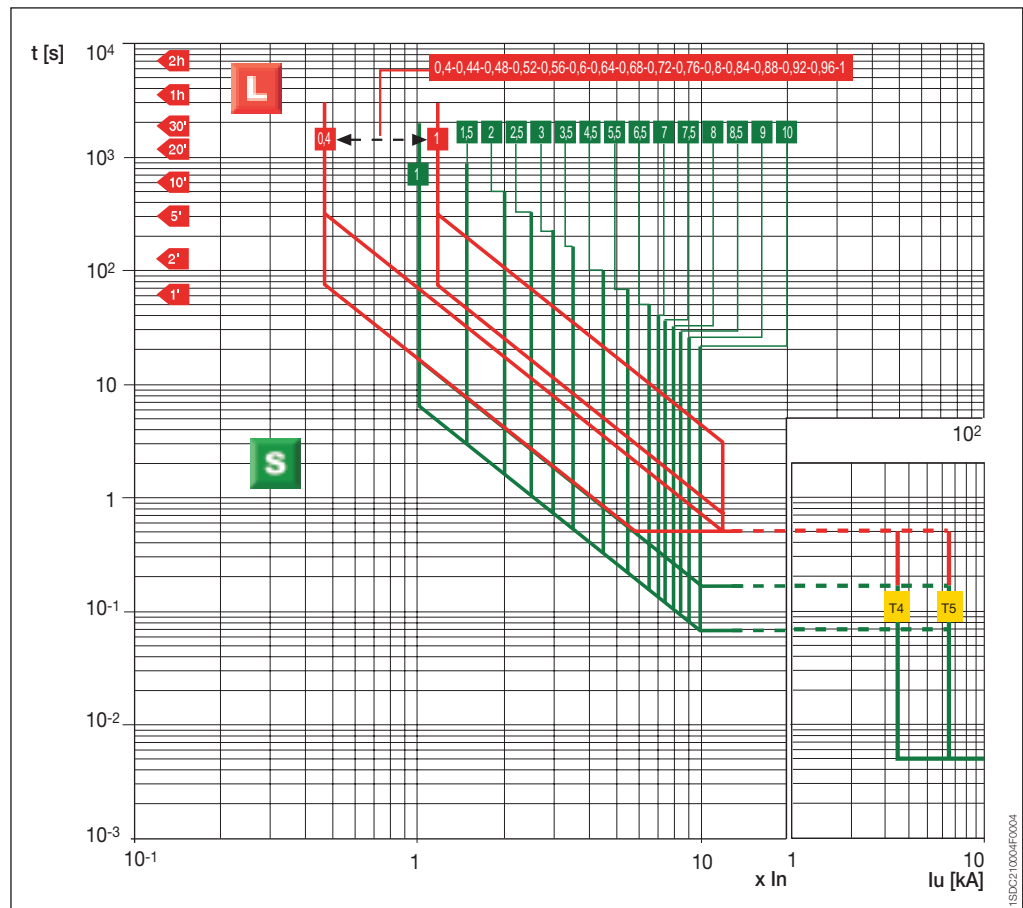 t [s]
10⁴
2h
1h
30'
20'
10'
5'
2'
1'
L
0,4-0,44-0,48-0,52-0,56-0,6-0,64-0,68-0,72-0,76-0,8-0,84-0,88-0,92-0,96-1
0,4
1
1,5 2 2,5 3 3,5 4,5 5,5 6,5 7 7,5 8 8,5 9 10
1
10³
10²
10
S
10²
1
10⁻¹
T4 T5
10⁻²
10⁻³
10⁻¹ 1 10 1 10
x In
Iu [kA]
1SDC210004F0004